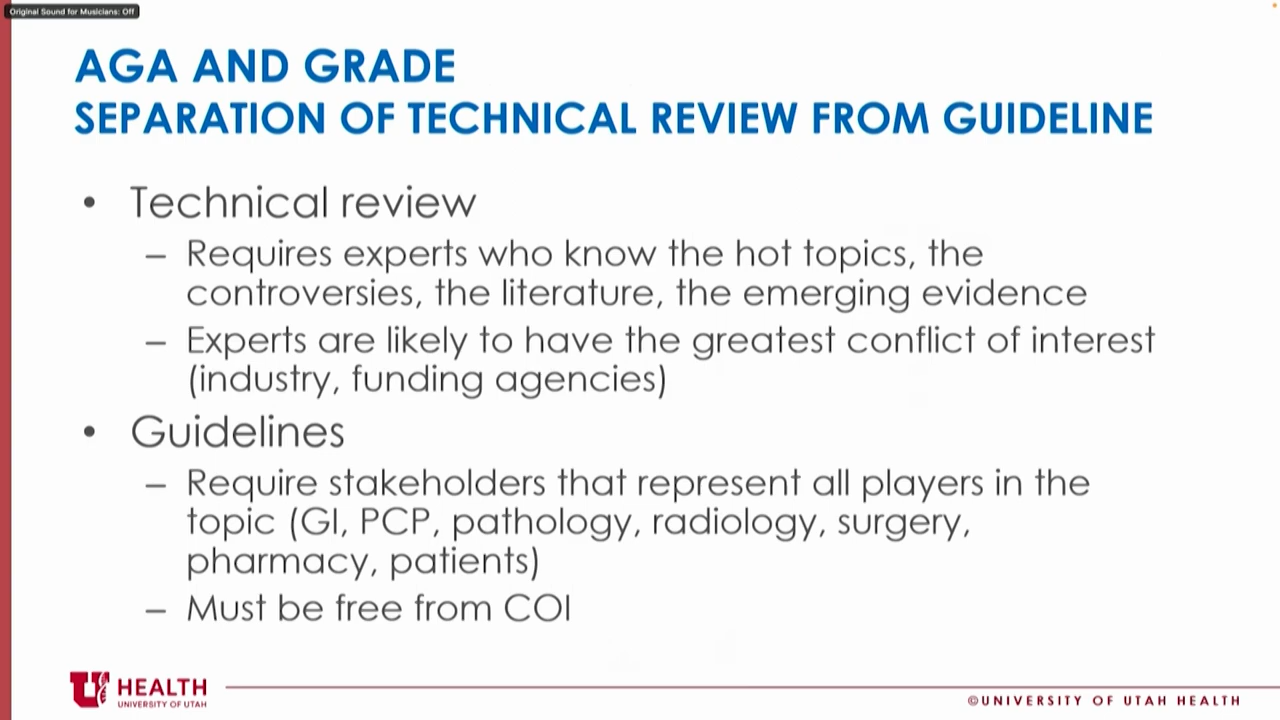 Original Sound for Musicians: Off
AGA AND GRADE
SEPARATION OF TECHNICAL REVIEW FROM GUIDELINE
• Technical review
– Requires experts who know the hot topics, the
controversies, the literature, the emerging evidence
– Experts are likely to have the greatest conflict of interest
(industry, funding agencies)
• Guidelines
– Require stakeholders that represent all players in the
topic (GI, PCP, pathology, radiology, surgery,
pharmacy, patients)
– Must be free from COI
U HEALTH
UNIVERSITY OF UTAH
©UNIVERSITY OF UTAH HEALTH